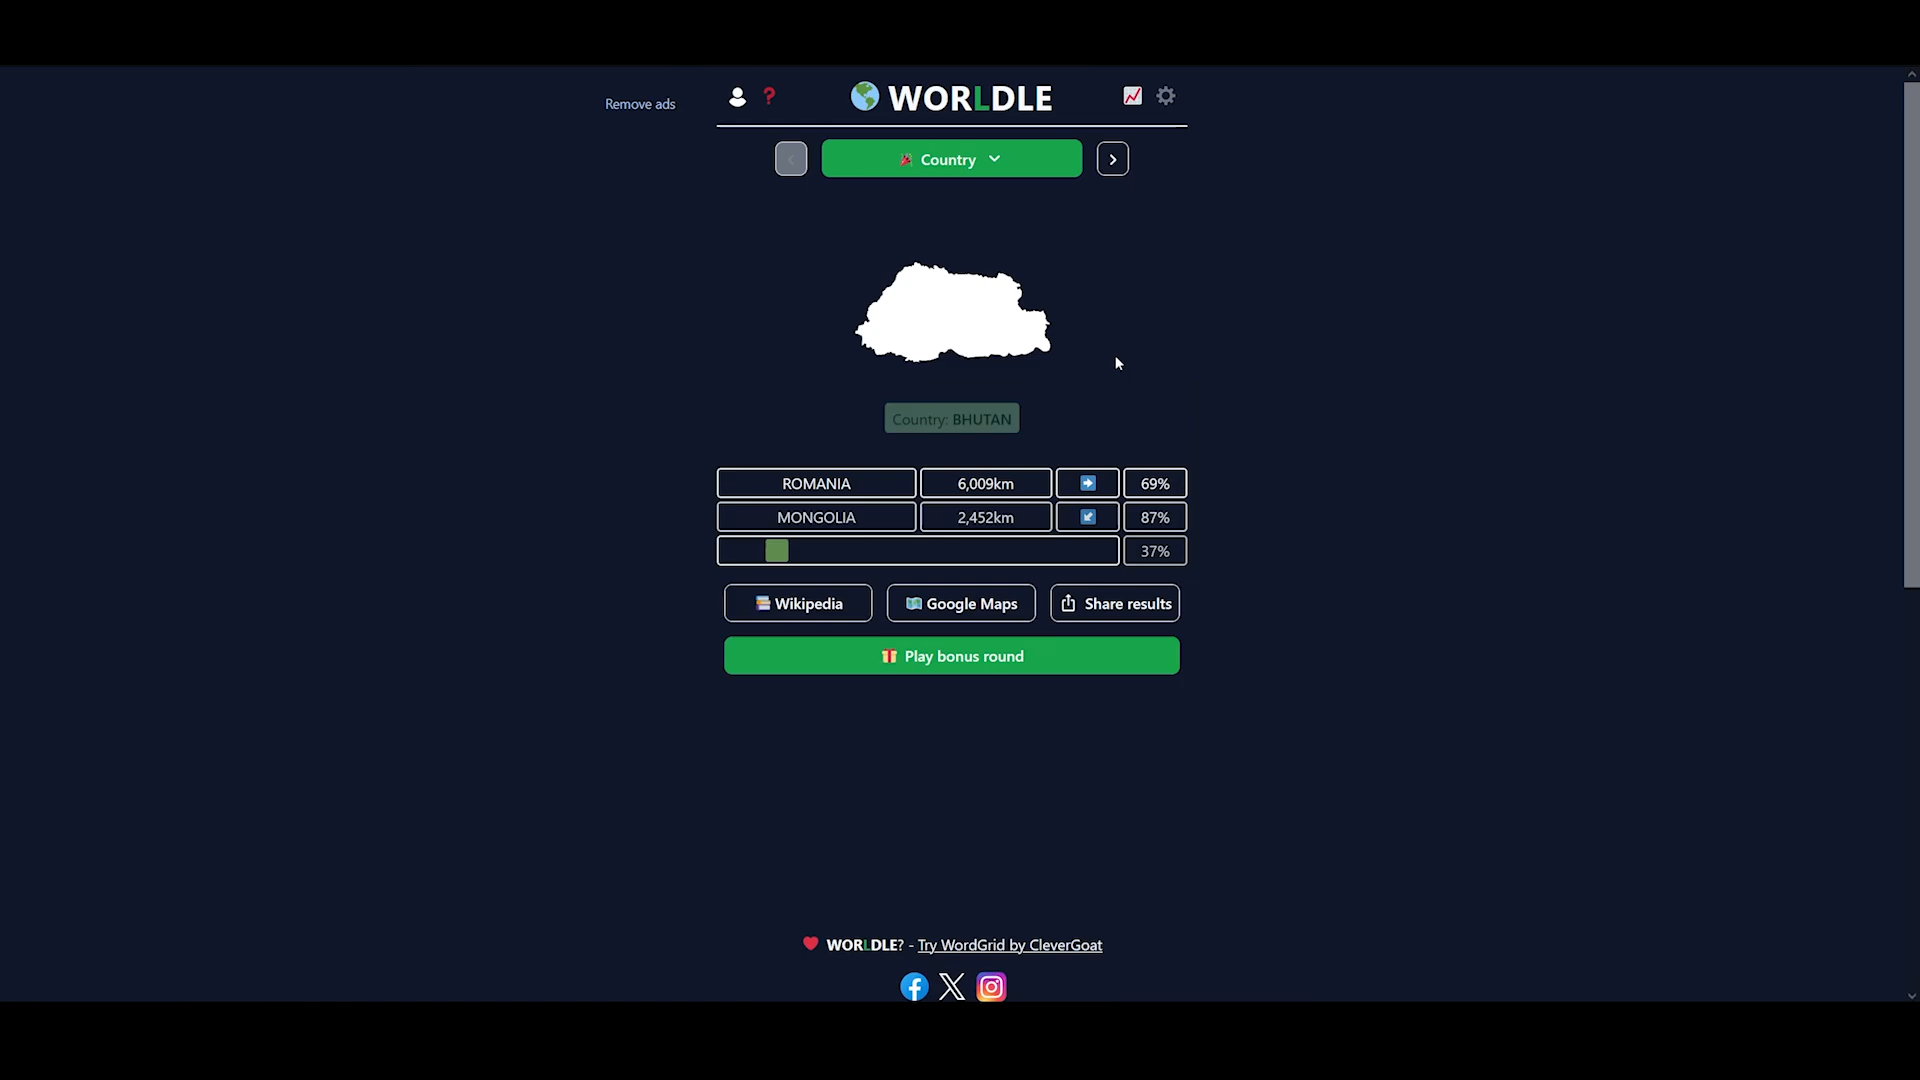 Remove ads
? WORLDLE
Country
Country: BHUTAN
ROMANIA 6,009km 69%
MONGOLIA 2,452km 87%
37%
Wikipedia Google Maps Share results
Play bonus round
WORLDLE? - Try WordGrid by CleverGoat